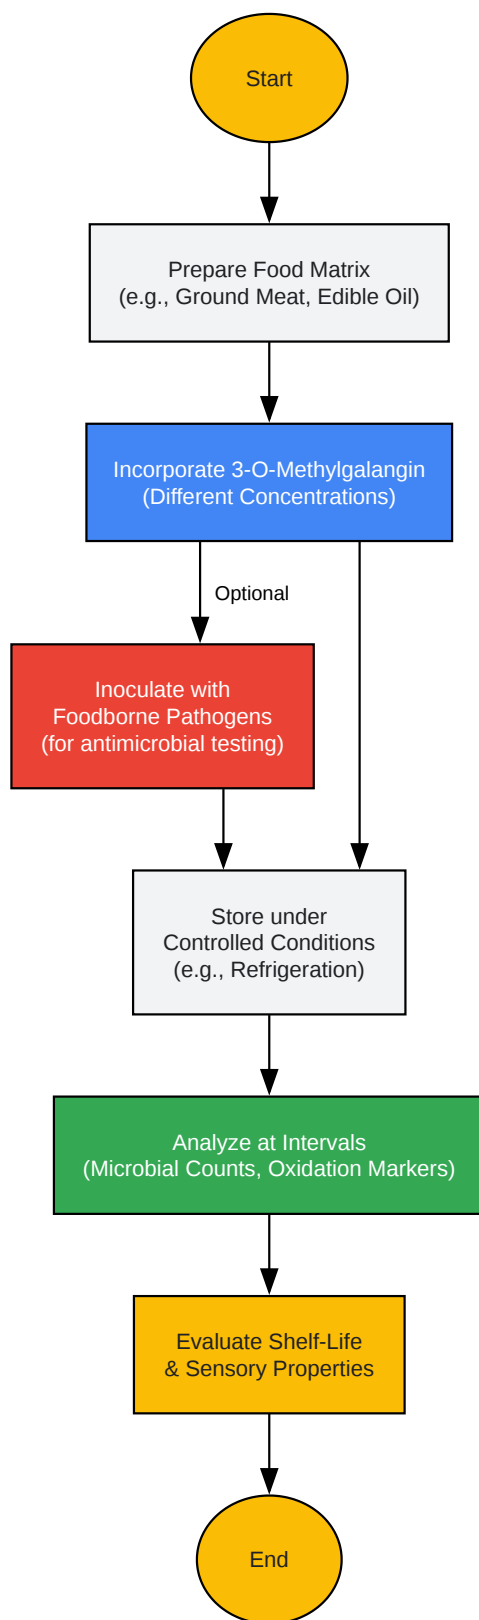 Start
Prepare Food Matrix
(e.g., Ground Meat, Edible Oil)
Incorporate 3-O-Methylgalangin
(Different Concentrations)
Optional
Inoculate with
Foodborne Pathogens
(for antimicrobial testing)
Store under
Controlled Conditions
(e.g., Refrigeration)
Analyze at Intervals
(Microbial Counts, Oxidation Markers)
Evaluate Shelf-Life
& Sensory Properties
End